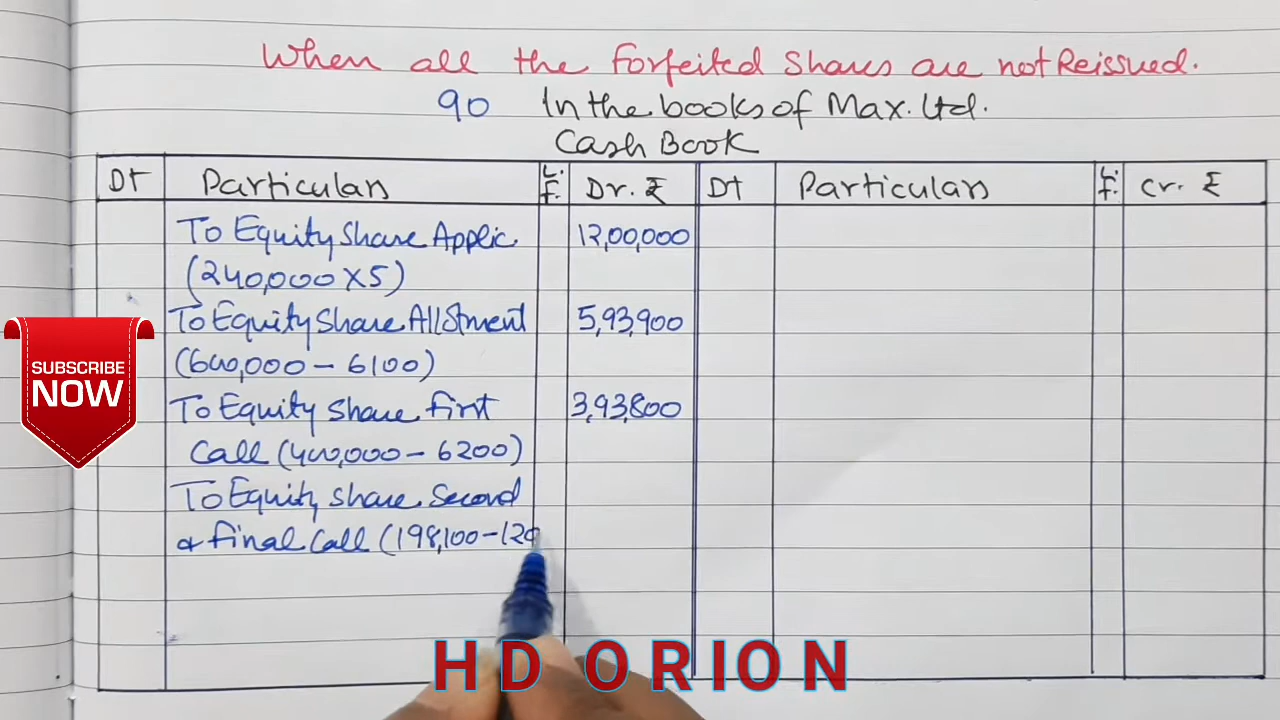 When all the forfeited Shares are not Reissued.
90 In the books of Max. Ltd.
Cash Book
Dt Particulars L.F. Dr. ₹ Dt Particulars L.F. Cr. ₹
To Equity Share Applic. 12,00,000
(240,000 X 5)
To Equity Share Allotment 5,93,900
(600,000 - 6100)
To Equity Share First 3,93,800
Call (400,000 - 6200)
To Equity Share Second
& final Call (198,100 - 120
SUBSCRIBE
NOW
HD ORION